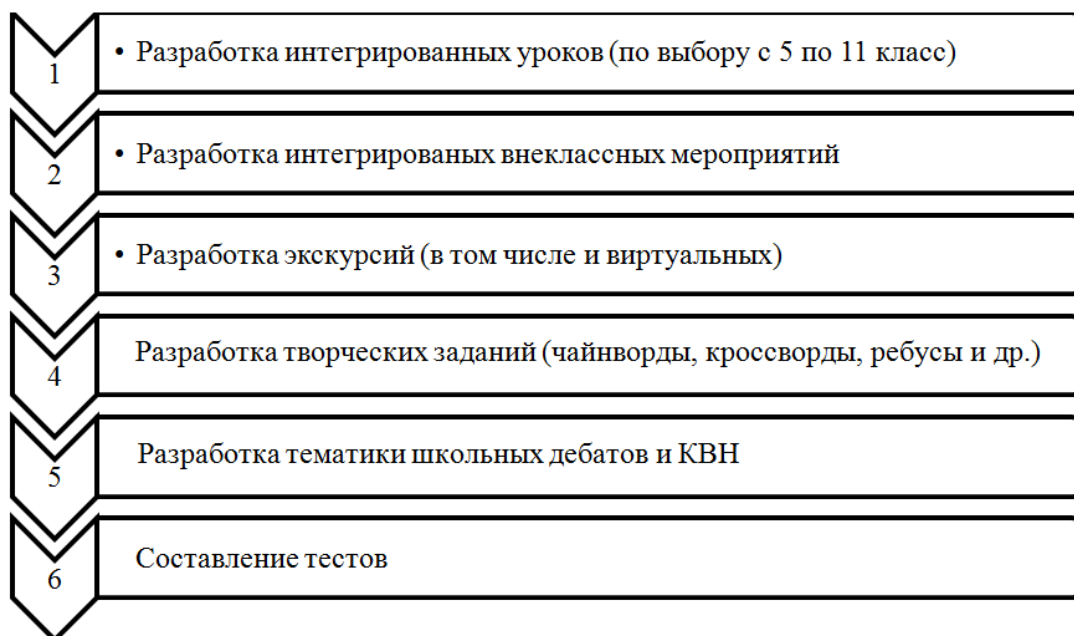 1
• Разработка интегрированных уроков (по выбору с 5 по 11 класс)
2
• Разработка интегрированых внеклассных мероприятий
3
• Разработка экскурсий (в том числе и виртуальных)
4
Разработка творческих заданий (чайнворды, кроссворды, ребусы и др.)
5
Разработка тематики школьных дебатов и КВН
6
Составление тестов